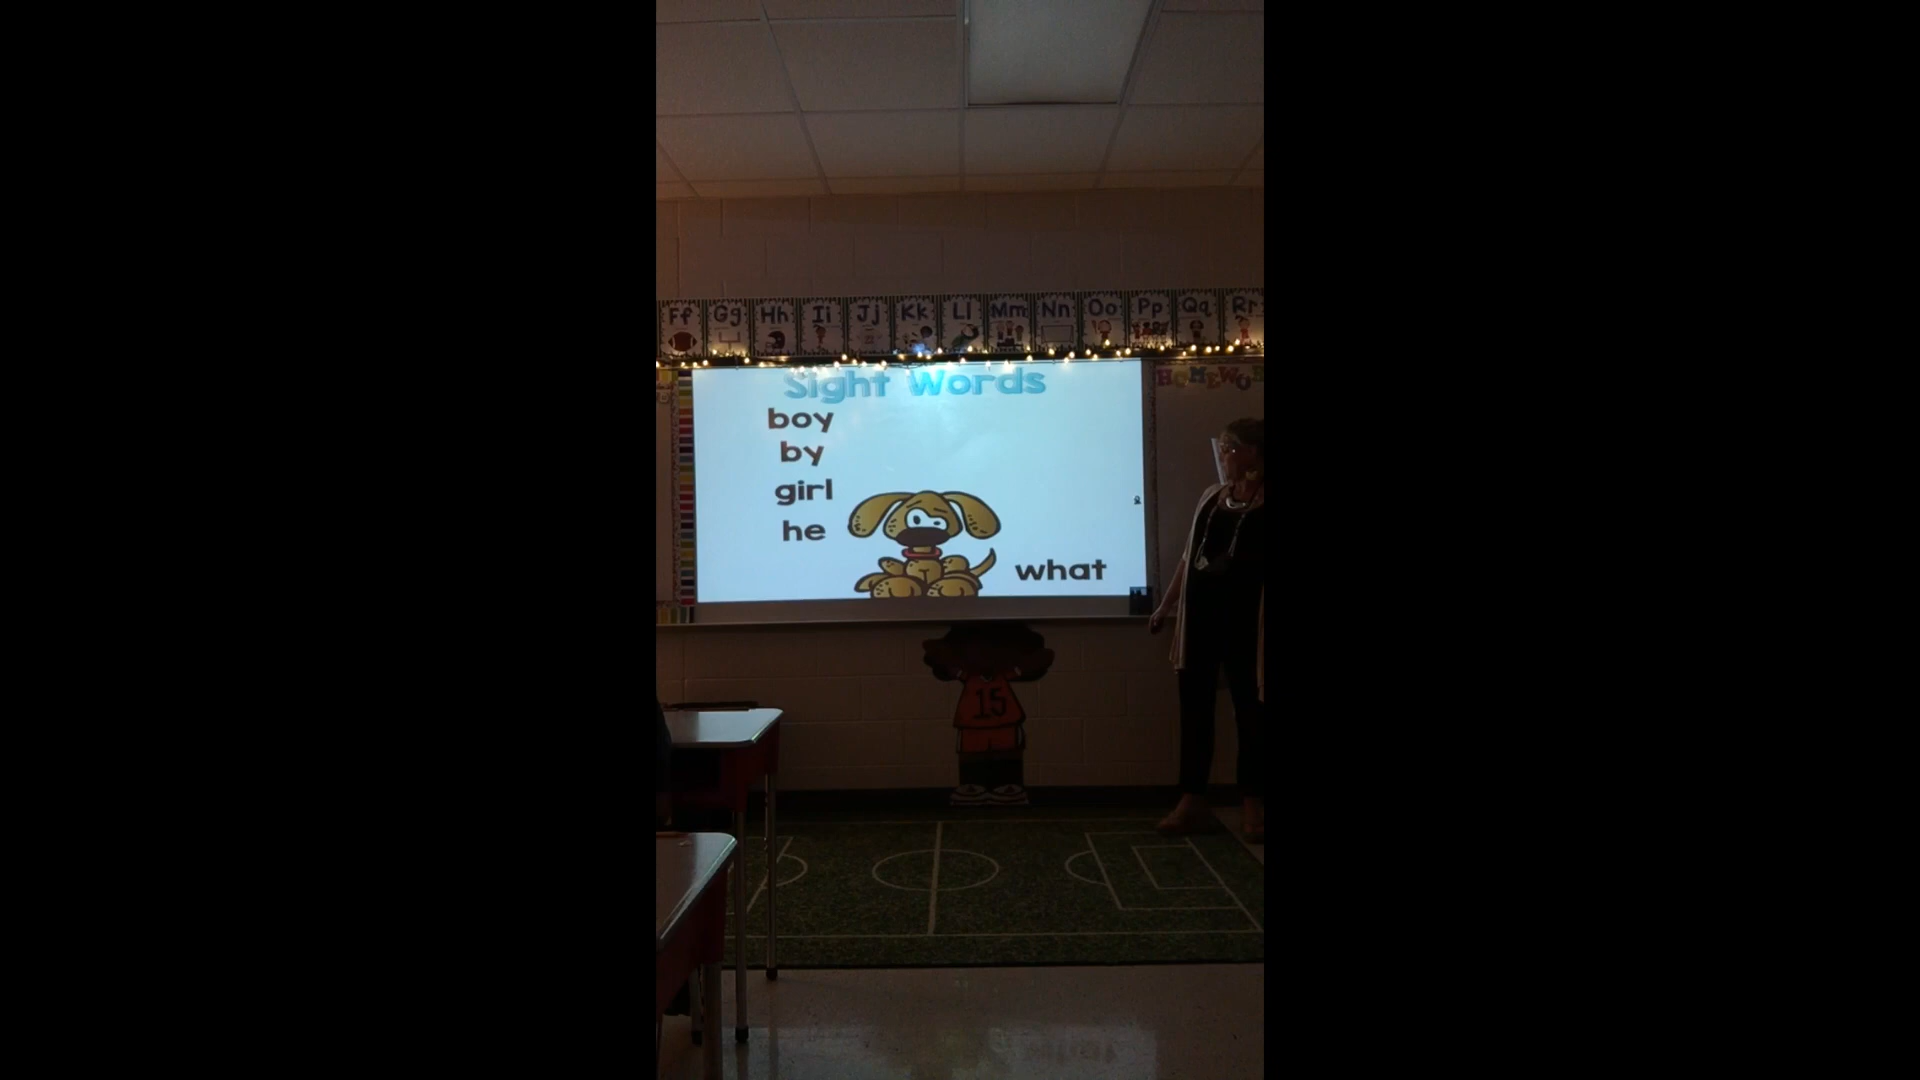 Ff Gg Hh Ii Jj Kk Ll Mm Nn Oo Pp Qq Rr
HOMEWOR
Sight Words
boy
by
girl
he
what
15